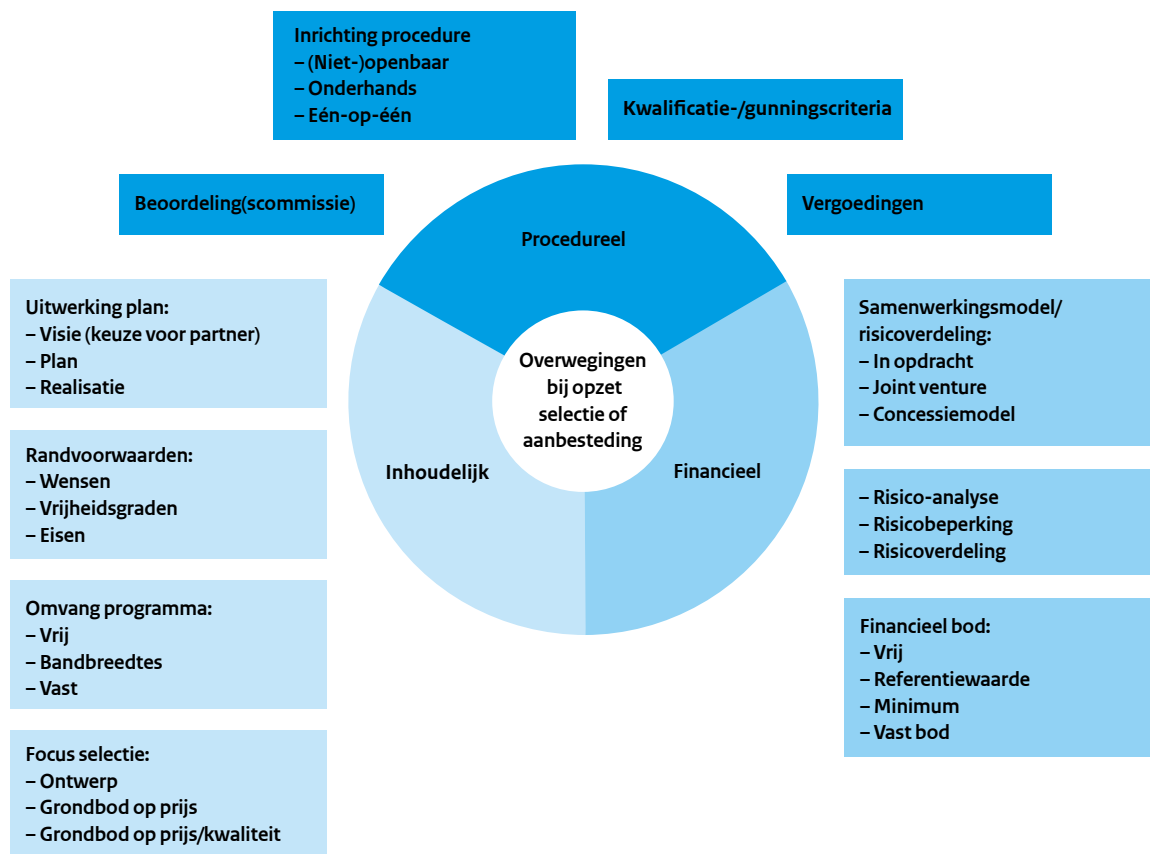 Inrichting procedure
– (Niet-)openbaar
– Onderhands
– Eén-op-één
Kwalificatie-/gunningscriteria
Beoordeling(scommissie)
Vergoedingen
Procedureel
Uitwerking plan:
– Visie (keuze voor partner)
– Plan
– Realisatie
Randvoorwaarden:
– Wensen
– Vrijheidsgraden
– Eisen
Omvang programma:
– Vrij
– Bandbreedtes
– Vast
Focus selectie:
– Ontwerp
– Grondbod op prijs
– Grondbod op prijs/kwaliteit
Overwegingen
bij opzet
selectie of
aanbesteding
Inhoudelijk
Financieel
Samenwerkingsmodel/
risicoverdeling:
– In opdracht
– Joint venture
– Concessiemodel
– Risico-analyse
– Risicobeperking
– Risicoverdeling
Financieel bod:
– Vrij
– Referentiewaarde
– Minimum
– Vast bod